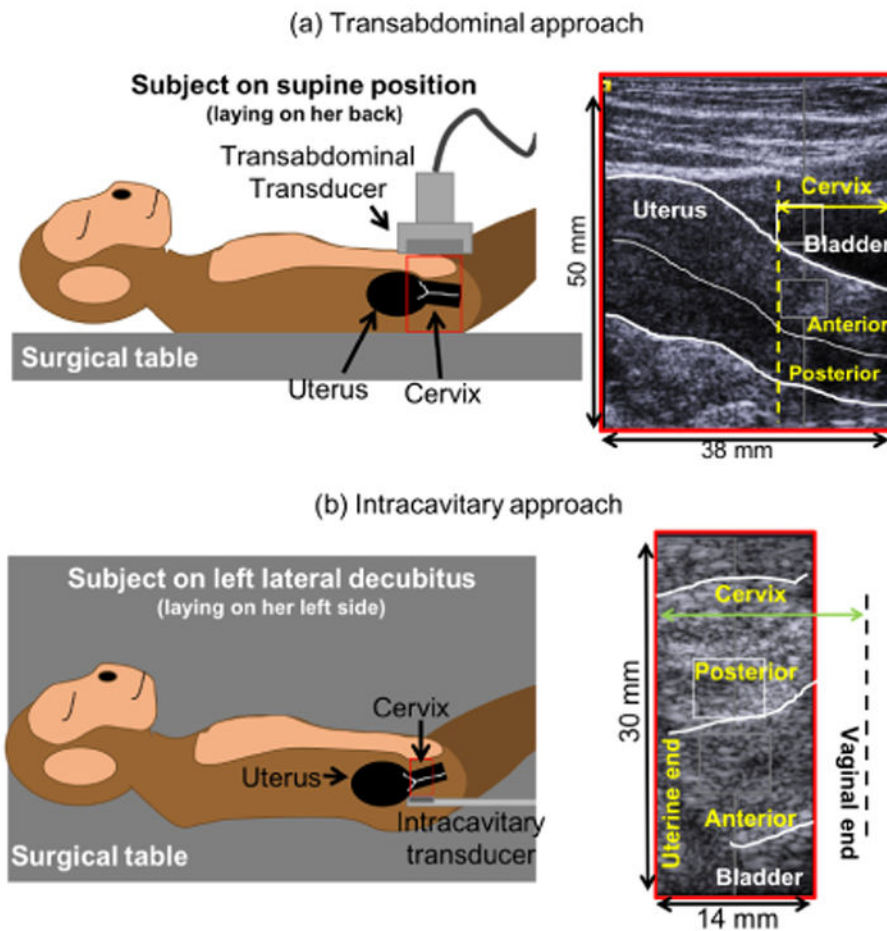 (a) Transabdominal approach
Subject on supine position
(laying on her back)
Transabdominal
Transducer
Surgical table
Uterus
Cervix
Cervix
Uterus
Bladder
Anterior
Posterior
50 mm
38 mm
(b) Intracavitary approach
Subject on left lateral decubitus
(laying on her left side)
Cervix
Uterus
Intracavitary
transducer
Surgical table
Cervix
Posterior
Anterior
Bladder
Uterine end
Vaginal end
30 mm
14 mm